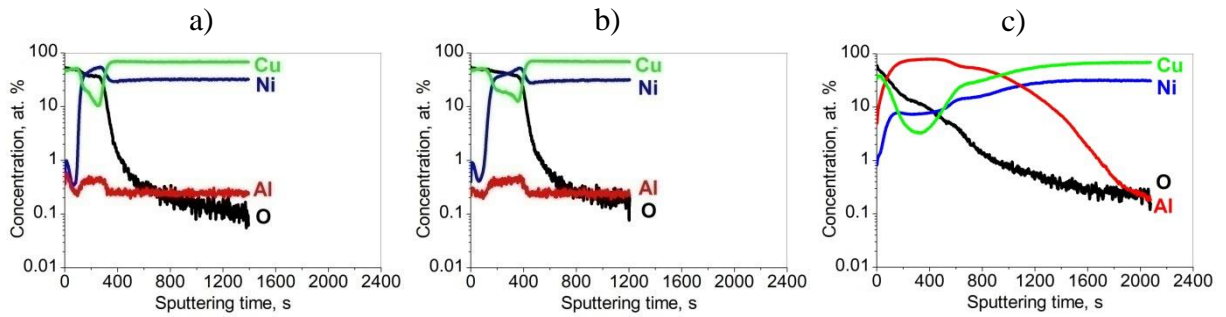 a)
Concentration, at. %
100
10
1
0.1
0.01
Cu
Ni
Al
O
0 400 800 1200 1600 2000 2400
Sputtering time, s
b)
Concentration, at. %
100
10
1
0.1
0.01
Cu
Ni
Al
O
0 400 800 1200 1600 2000 2400
Sputtering time, s
c)
Concentration, at. %
100
10
1
0.1
0.01
Cu
Ni
O
Al
0 400 800 1200 1600 2000 2400
Sputtering time, s